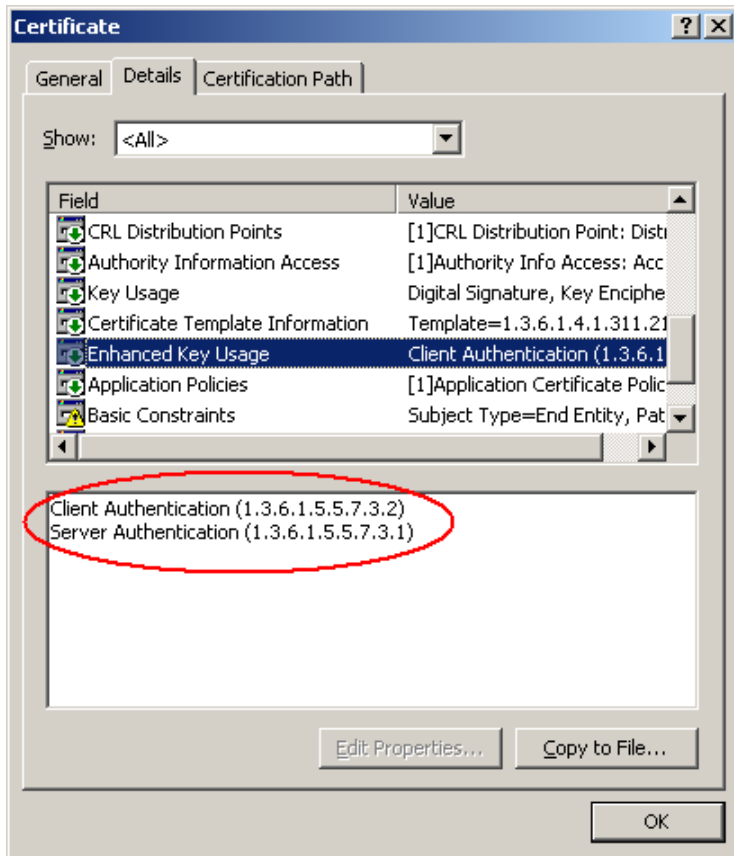 Certificate
General Details Certification Path
Show: <All>
Field Value
CRL Distribution Points [1]CRL Distribution Point: Distri
Authority Information Access [1]Authority Info Access: Acc
Key Usage Digital Signature, Key Enciphe
Certificate Template Information Template=1.3.6.1.4.1.311.21
Enhanced Key Usage Client Authentication (1.3.6.1
Application Policies [1]Application Certificate Polic
Basic Constraints Subject Type=End Entity, Pat
Client Authentication (1.3.6.1.5.5.7.3.2)
Server Authentication (1.3.6.1.5.5.7.3.1)
Edit Properties... Copy to File...
OK